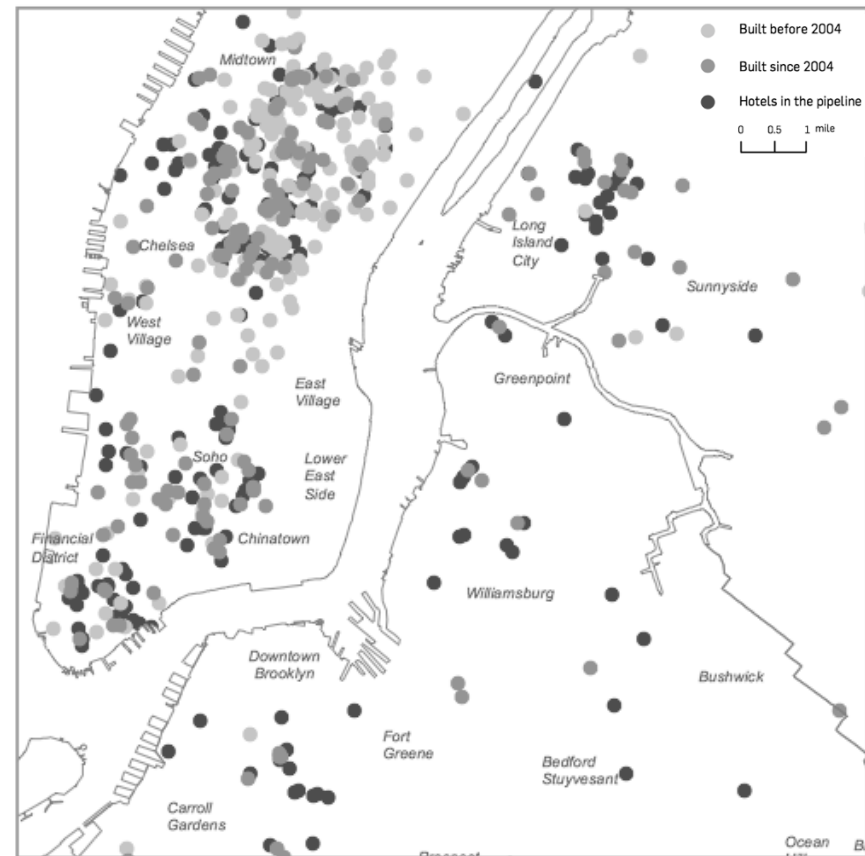 Built before 2004
Built since 2004
Hotels in the pipeline
0 0.5 1 mile
Midtown
Chelsea
Long
Island
City
Sunnyside
West
Village
Greenpoint
East
Village
Soho
Lower
East
Side
Financial
District
Chinatown
Williamsburg
Downtown
Brooklyn
Bushwick
Fort
Greene
Bedford
Stuyvesant
Carroll
Gardens
Ocean